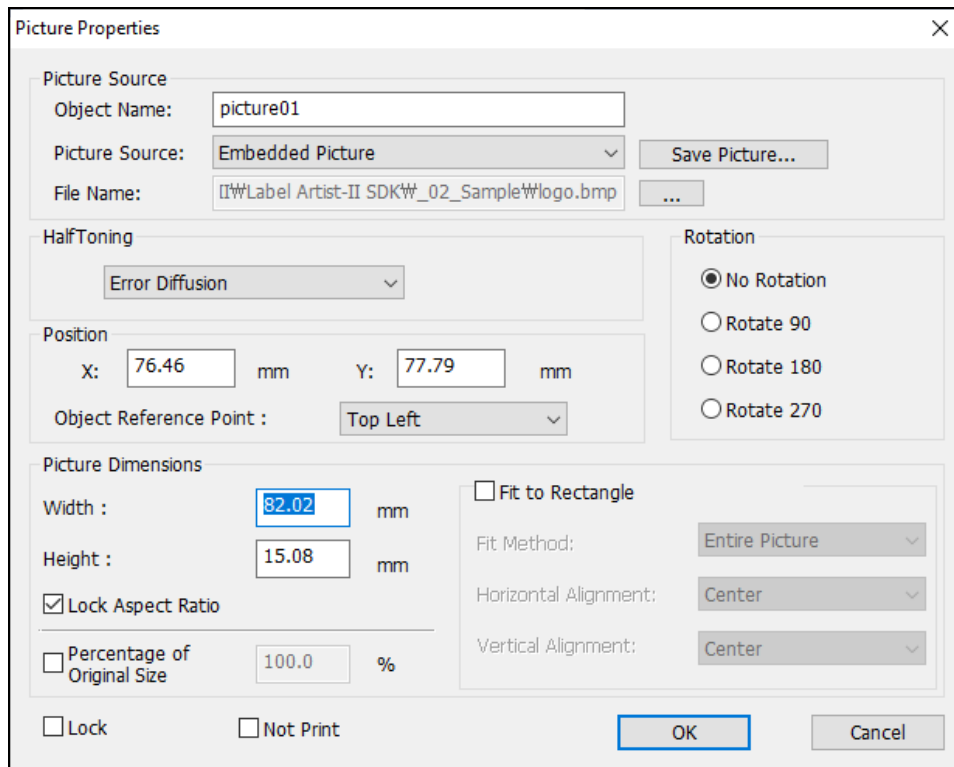 Picture Properties
Picture Source
Object Name: picture01
Picture Source: Embedded Picture Save Picture...
File Name: II₩Label Artist-II SDK₩_02_Sample₩logo.bmp ...
HalfToning
Error Diffusion
Rotation
No Rotation
Rotate 90
Rotate 180
Rotate 270
Position
X: 76.46 mm Y: 77.79 mm
Object Reference Point : Top Left
Picture Dimensions
Width : 82.02 mm
Height : 15.08 mm
Lock Aspect Ratio
Percentage of
Original Size 100.0 %
Fit to Rectangle
Fit Method: Entire Picture
Horizontal Alignment: Center
Vertical Alignment: Center
Lock Not Print OK Cancel